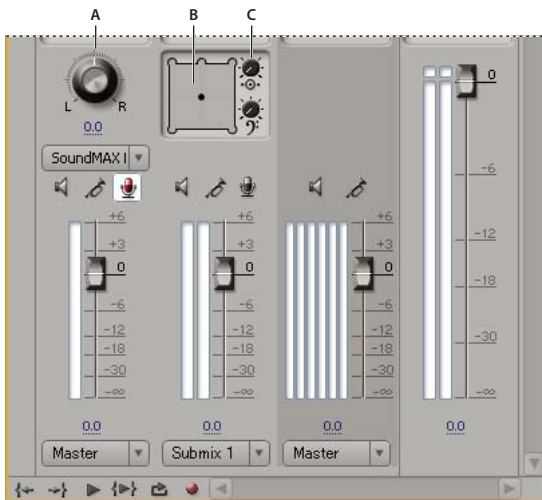 A B C
L R
0.0
0
SoundMAX I
-6
+6 +6 +6
+3 +3 +3
-12
0 0 0
-18
-6 -6 -6
-12 -12 -12
-30
-18 -18 -18
-30 -30 -30
-∞ -∞ -∞ -∞
0.0 0.0 0.0 0.0
Master Submix 1 Master